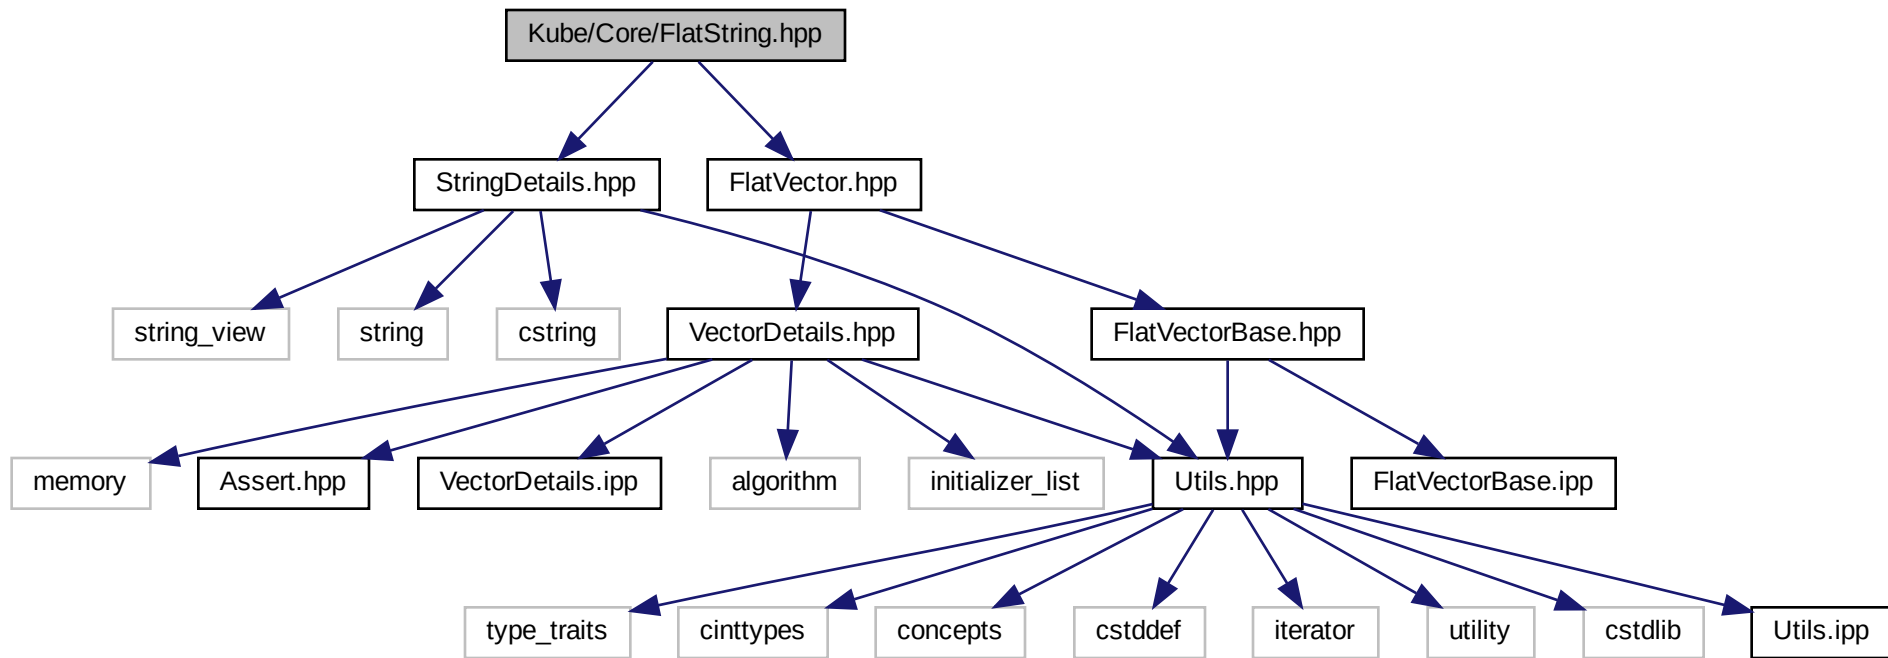 Kube/Core/FlatString.hpp
StringDetails.hpp
FlatVector.hpp
string_view
string
cstring
VectorDetails.hpp
FlatVectorBase.hpp
memory
Assert.hpp
VectorDetails.ipp
algorithm
initializer_list
Utils.hpp
FlatVectorBase.ipp
type_traits
cinttypes
concepts
cstddef
iterator
utility
cstdlib
Utils.ipp